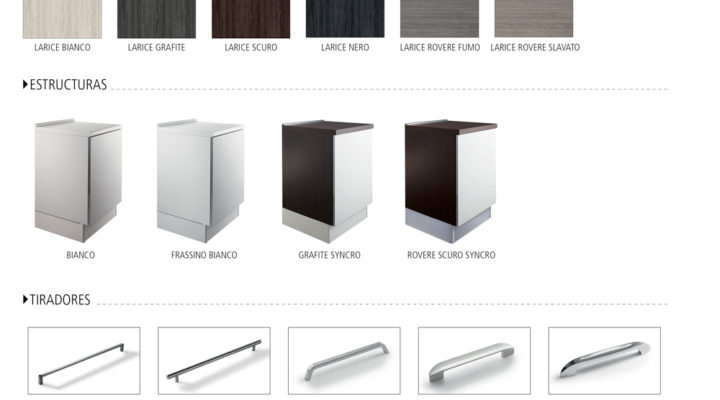 LARICE BIANCO LARICE GRAFITE LARICE SCURO LARICE NERO LARICE ROVERE FUMO LARICE ROVERE SLAVATO
ESTRUCTURAS
BIANCO FRASSINO BIANCO GRAFITE SYNCRO ROVERE SCURO SYNCRO
TIRADORES